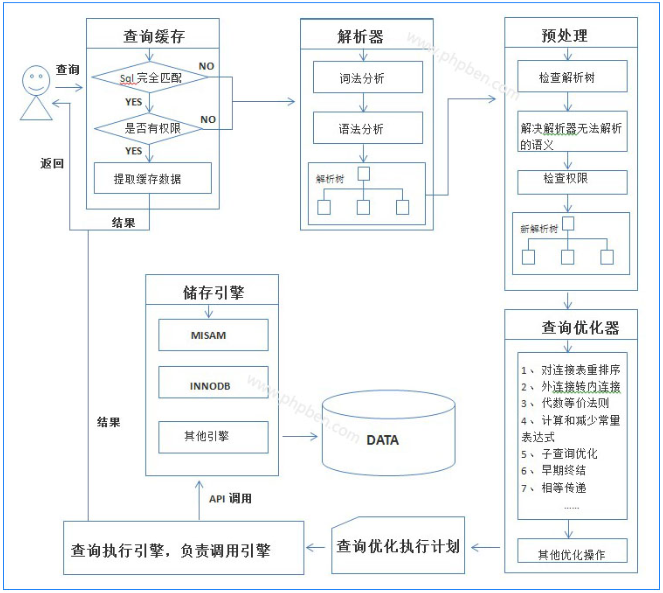 查询缓存
查询
Sql 完全匹配
NO
YES
是否有权限
NO
YES
提取缓存数据
返回
结果
解析器
词法分析
语法分析
解析树
www.phpben.com
预处理
检查解析树
解决解析器无法解析
的语义
检查权限
新解析树
查询优化器
1、 对连接表重排序
2、 外连接转内连接
3、 代数等价法则
4、 计算和减少常量
表达式
5、 子查询优化
6、 早期终结
7、 相等传递
......
其他优化操作
储存引擎
MISAM
INNODB
其他引擎
www.phpben.com
DATA
结果
API 调用
查询执行引擎，负责调用引擎
查询优化执行计划